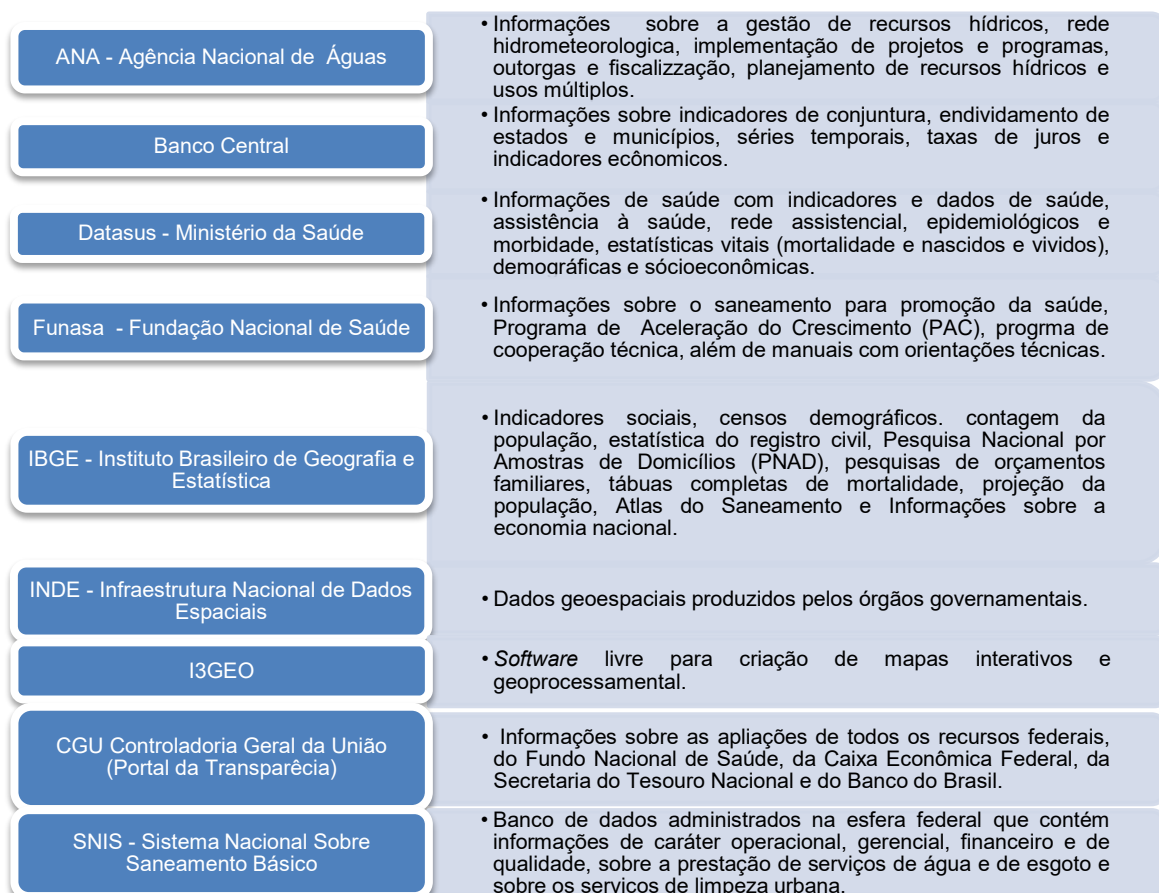 ANA - Agência Nacional de Águas
• Informações sobre a gestão de recursos hídricos, rede
hidrometeorologica, implementação de projetos e programas,
outorgas e fiscalizzação, planejamento de recursos hídricos e
usos múltiplos.
Banco Central
• Informações sobre indicadores de conjuntura, endividamento de
estados e municípios, séries temporais, taxas de juros e
indicadores ecônomicos.
Datasus - Ministério da Saúde
• Informações de saúde com indicadores e dados de saúde,
assistência à saúde, rede assistencial, epidemiológicos e
morbidade, estatísticas vitais (mortalidade e nascidos e vividos),
demográficas e sócioeconômicas.
Funasa - Fundação Nacional de Saúde
• Informações sobre o saneamento para promoção da saúde,
Programa de Aceleração do Crescimento (PAC), progrma de
cooperação técnica, além de manuais com orientações técnicas.
IBGE - Instituto Brasileiro de Geografia e
Estatística
• Indicadores sociais, censos demográficos. contagem da
população, estatística do registro civil, Pesquisa Nacional por
Amostras de Domicílios (PNAD), pesquisas de orçamentos
familiares, tábuas completas de mortalidade, projeção da
população, Atlas do Saneamento e Informações sobre a
economia nacional.
INDE - Infraestrutura Nacional de Dados
Espaciais
• Dados geoespaciais produzidos pelos órgãos governamentais.
I3GEO
• Software livre para criação de mapas interativos e
geoprocessamental.
CGU Controladoria Geral da União
(Portal da Transparêcia)
• Informações sobre as apliações de todos os recursos federais,
do Fundo Nacional de Saúde, da Caixa Econômica Federal, da
Secretaria do Tesouro Nacional e do Banco do Brasil.
SNIS - Sistema Nacional Sobre
Saneamento Básico
• Banco de dados administrados na esfera federal que contém
informações de caráter operacional, gerencial, financeiro e de
qualidade, sobre a prestação de serviços de água e de esgoto e
sobre os serviços de limpeza urbana.